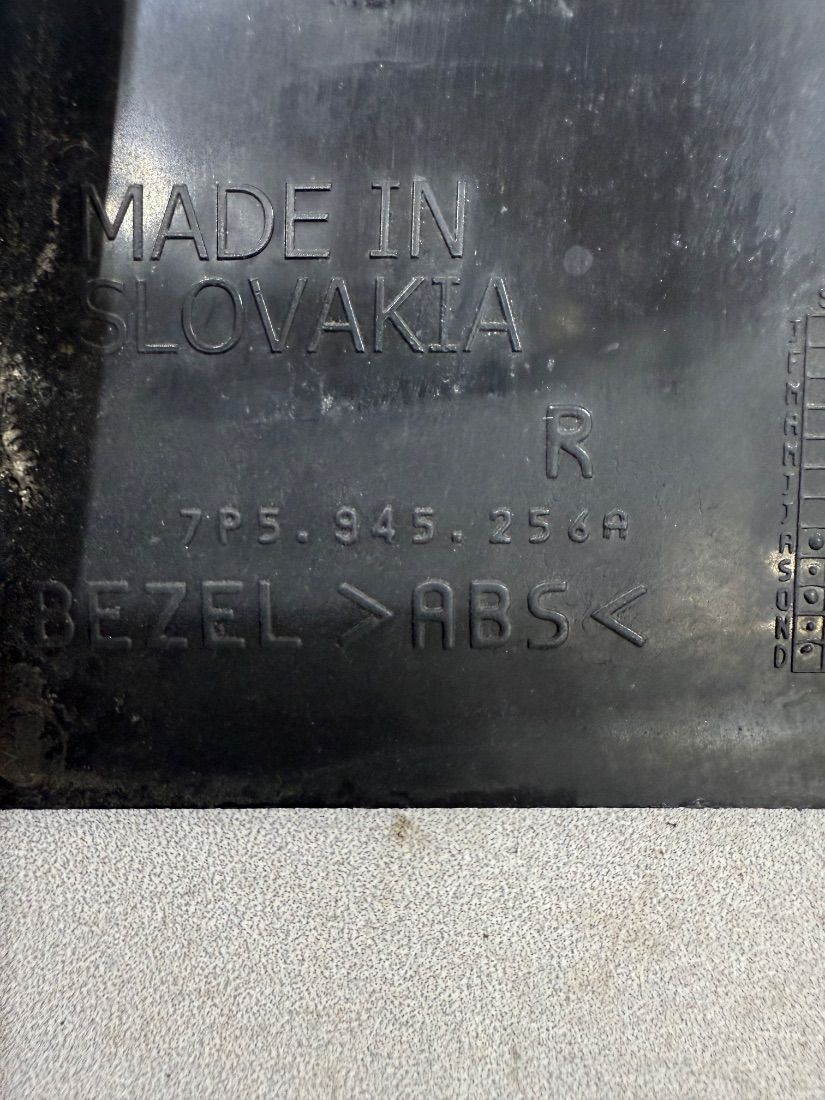 MADE IN
SLOVAKIA
R
7P5.945.256A
BEZEL >ABS<
S
J
F
M
A
M
J
J
A
S
O
N
D